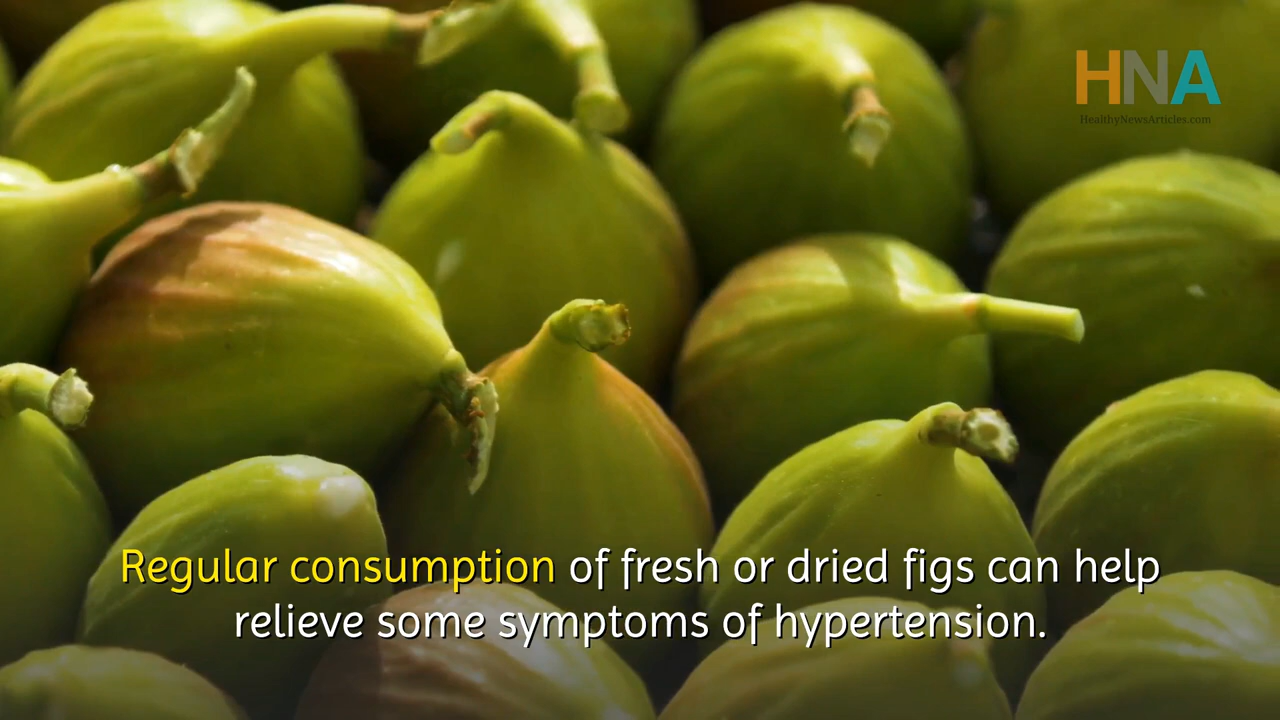 HNA
HealthyNewsArticles.com
Regular consumption of fresh or dried figs can help
relieve some symptoms of hypertension.